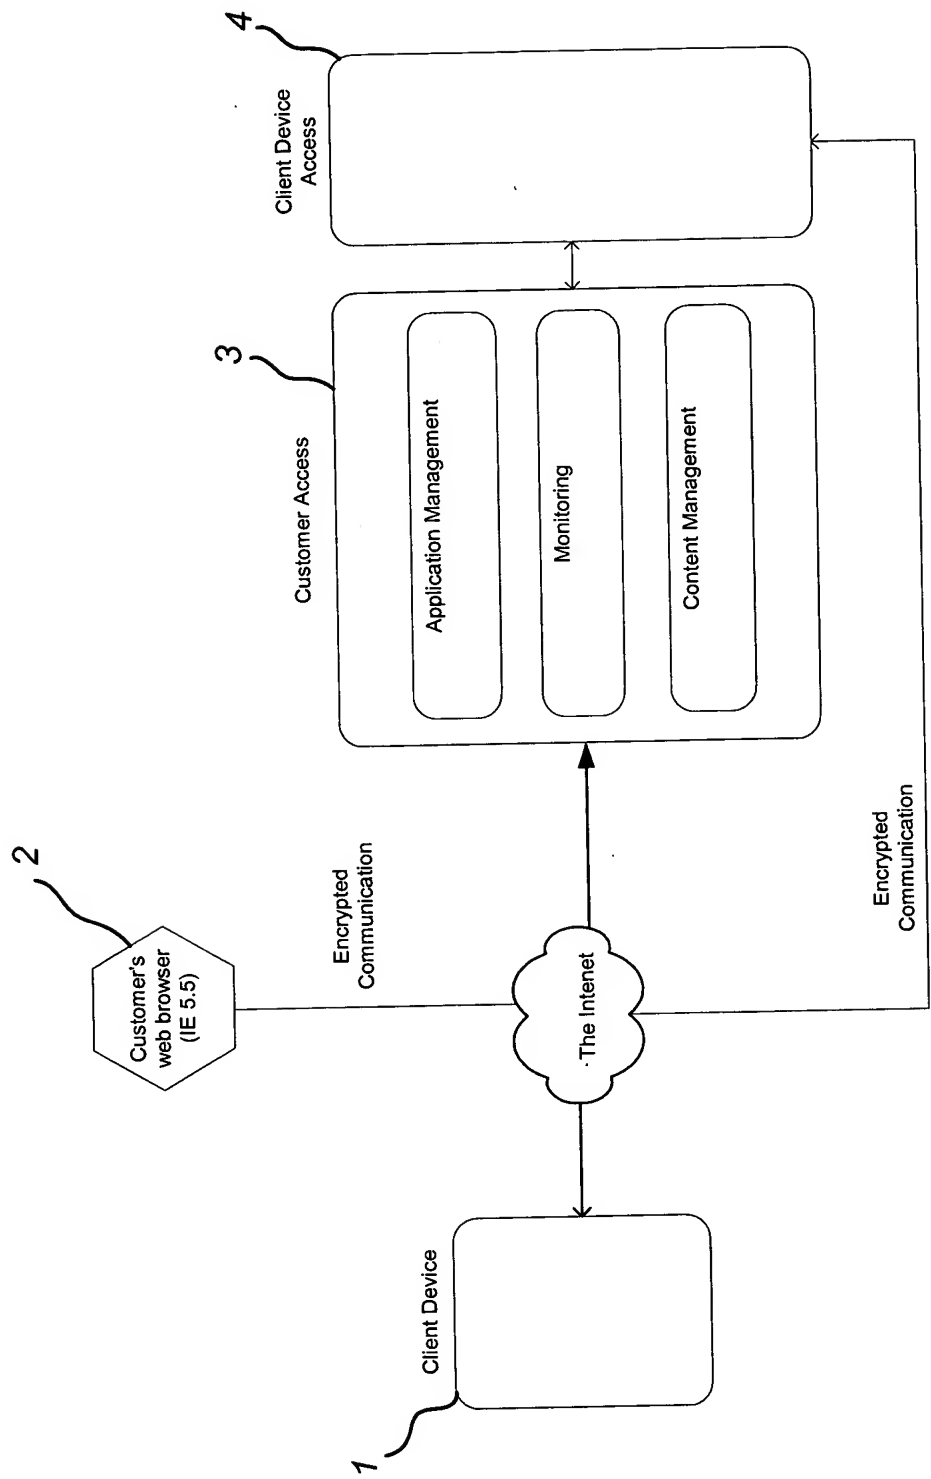 2
Customer's
web browser
(IE 5.5)
Encrypted
Communication
1
Client Device
The Internet
3
Customer Access
Application Management
Monitoring
Content Management
4
Client Device
Access
Encrypted
Communication